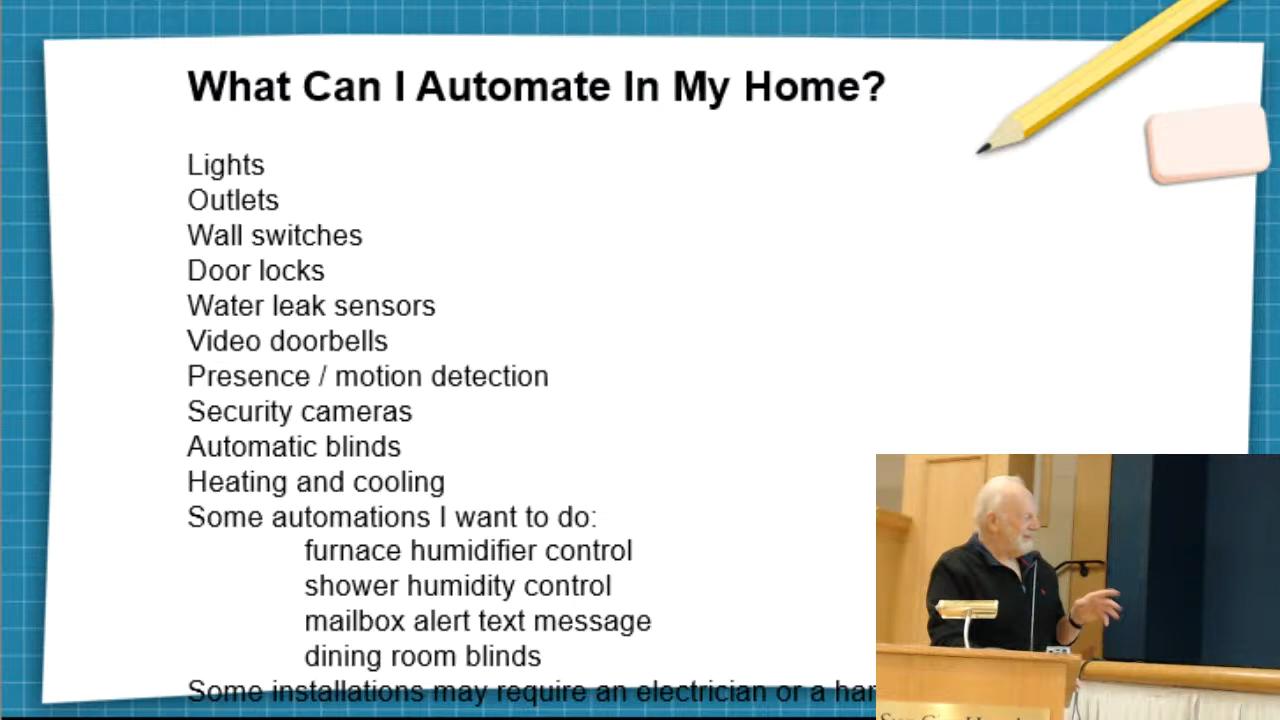 What Can I Automate In My Home?
Lights
Outlets
Wall switches
Door locks
Water leak sensors
Video doorbells
Presence / motion detection
Security cameras
Automatic blinds
Heating and cooling
Some automations I want to do:
furnace humidifier control
shower humidity control
mailbox alert text message
dining room blinds
Some installations may require an electrician or a